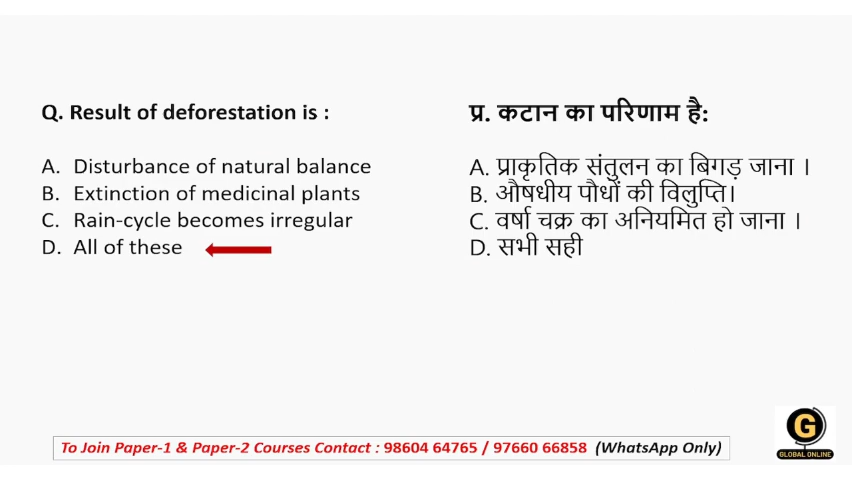 Q. Result of deforestation is :
A. Disturbance of natural balance
B. Extinction of medicinal plants
C. Rain-cycle becomes irregular
D. All of these
प्र. कटान का परिणाम है:
A. प्राकृतिक संतुलन का बिगड़ जाना ।
B. औषधीय पौधों की विलुप्ति।
C. वर्षा चक्र का अनियमित हो जाना ।
D. सभी सही
To Join Paper-1 & Paper-2 Courses Contact : 98604 64765 / 97660 66858 (WhatsApp Only)
G
GLOBAL ONLINE